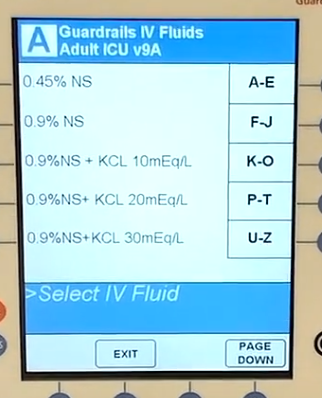 A Guardrails IV Fluids
Adult ICU v9A
0.45% NS A-E
0.9% NS F-J
0.9%NS + KCL 10mEq/L K-O
0.9%NS+ KCL 20mEq/L P-T
0.9%NS+KCL 30mEq/L U-Z
>Select IV Fluid
EXIT
PAGE
DOWN